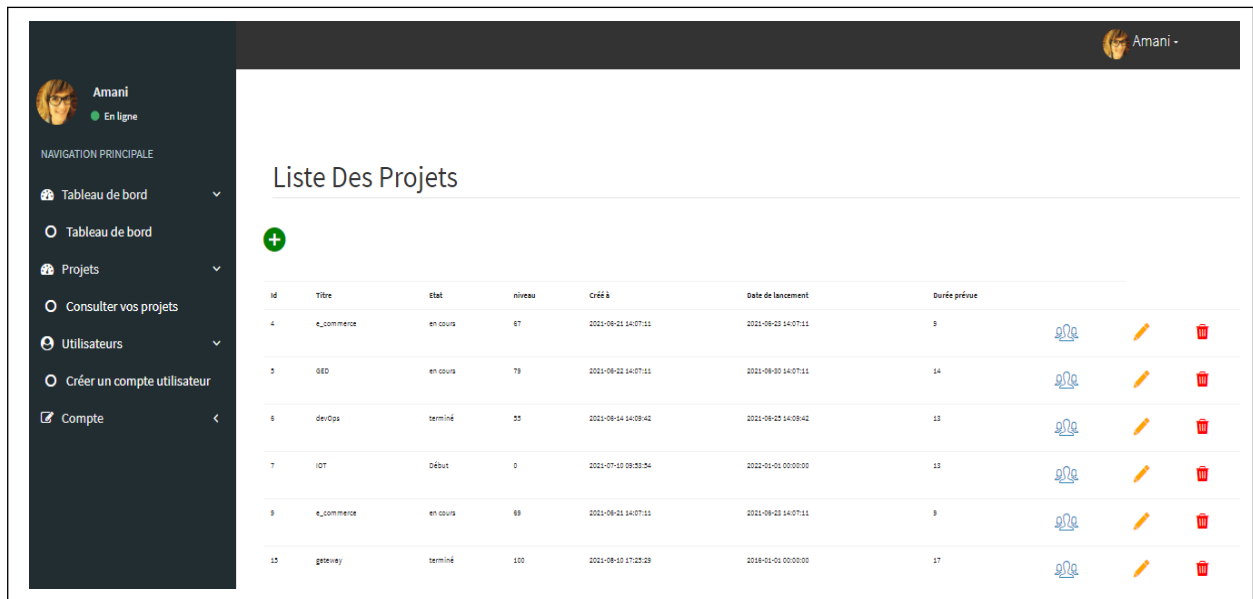 Amani -
Amani
En ligne
NAVIGATION PRINCIPALE
Tableau de bord
Tableau de bord
Projets
Consulter vos projets
Utilisateurs
Créer un compte utilisateur
Compte
Liste Des Projets
Id Titre Etat niveau Créé à Date de lancement Durée prévue
4 e_commerce en cours 67 2021-06-21 14:07:11 2021-06-23 14:07:11 9
5 GED en cours 79 2021-06-22 14:07:11 2021-06-30 14:07:11 14
6 devOps terminé 55 2021-06-14 14:09:42 2021-06-25 14:09:42 13
7 IOT Début 0 2021-07-10 09:53:54 2022-01-01 00:00:00 13
9 e_commerce en cours 69 2021-06-21 14:07:11 2021-06-23 14:07:11 9
15 geteway terminé 100 2021-08-10 17:25:29 2016-01-01 00:00:00 17